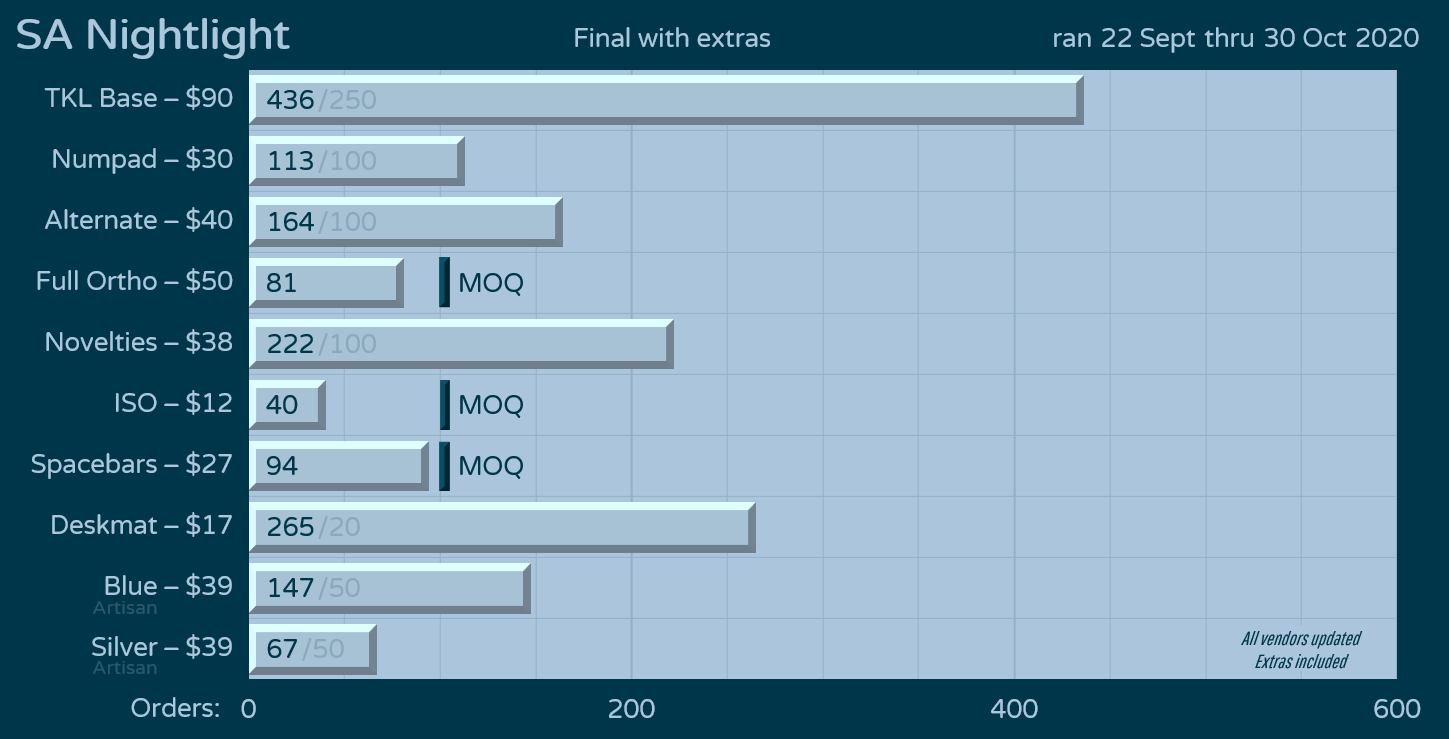 SA Nightlight
Final with extras
ran 22 Sept thru 30 Oct 2020
TKL Base – $90
436/250
Numpad – $30
113/100
Alternate – $40
164/100
Full Ortho – $50
81
MOQ
Novelties – $38
222/100
ISO – $12
40
MOQ
Spacebars – $27
94
MOQ
Deskmat – $17
265/20
Blue – $39
Artisan
147/50
Silver – $39
Artisan
67/50
All vendors updated
Extras included
Orders: 0 200 400 600